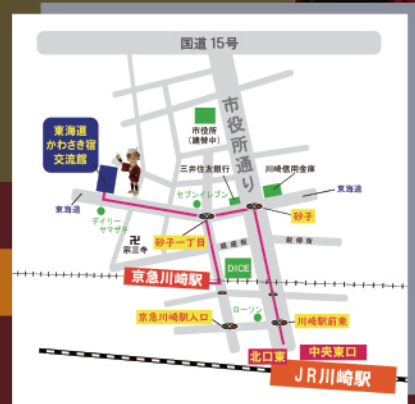 国道15号
市役所通り
市役所
(建替中)
東海道
かわさき宿
交流館
三井住友銀行
川崎信用金庫
セブンイレブン
東海道
東海道
デイリー
ヤマザキ
砂子
卍
宗三寺
砂子一丁目
銀座街
銀柳街
DICE
京急川崎駅
ローソン
京急川崎駅入口
川崎駅前東
北口東
中央東口
JR川崎駅